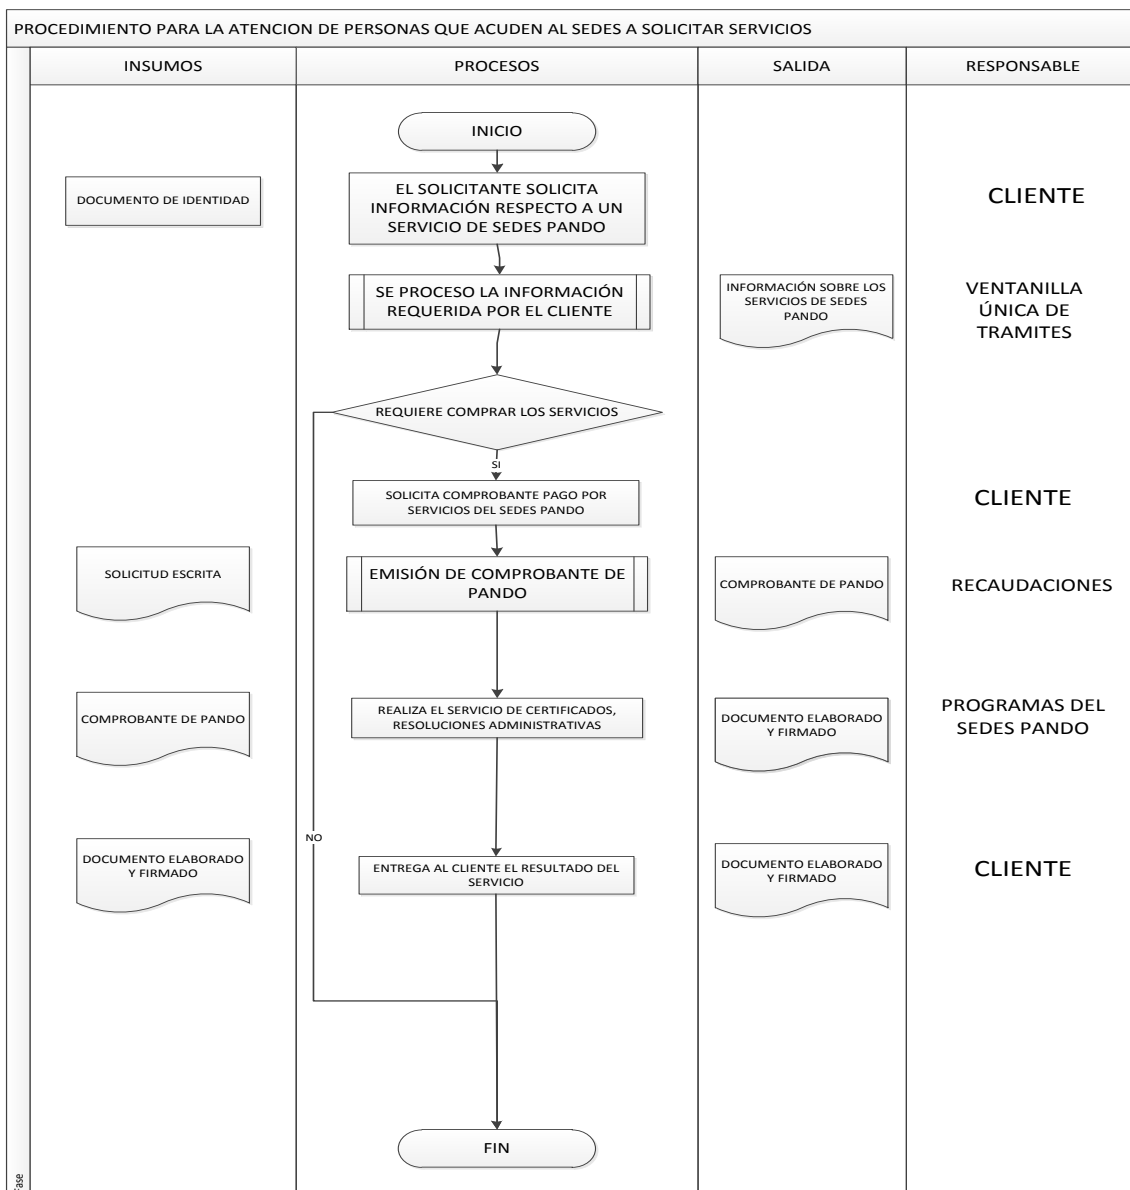 PROCEDIMIENTO PARA LA ATENCION DE PERSONAS QUE ACUDEN AL SEDES A SOLICITAR SERVICIOS
INSUMOS
PROCESOS
SALIDA
RESPONSABLE
INICIO
DOCUMENTO DE IDENTIDAD
EL SOLICITANTE SOLICITA
INFORMACIÓN RESPECTO A UN
SERVICIO DE SEDES PANDO
CLIENTE
SE PROCESO LA INFORMACIÓN
REQUERIDA POR EL CLIENTE
INFORMACIÓN SOBRE LOS
SERVICIOS DE SEDES
PANDO
VENTANILLA
ÚNICA DE
TRAMITES
REQUIERE COMPRAR LOS SERVICIOS
SI
SOLICITA COMPROBANTE PAGO POR
SERVICIOS DEL SEDES PANDO
CLIENTE
SOLICITUD ESCRITA
EMISIÓN DE COMPROBANTE DE
PANDO
COMPROBANTE DE PANDO
RECAUDACIONES
COMPROBANTE DE PANDO
REALIZA EL SERVICIO DE CERTIFICADOS,
RESOLUCIONES ADMINISTRATIVAS
DOCUMENTO ELABORADO
Y FIRMADO
PROGRAMAS DEL
SEDES PANDO
NO
DOCUMENTO ELABORADO
Y FIRMADO
ENTREGA AL CLIENTE EL RESULTADO DEL
SERVICIO
DOCUMENTO ELABORADO
Y FIRMADO
CLIENTE
FIN
Fase